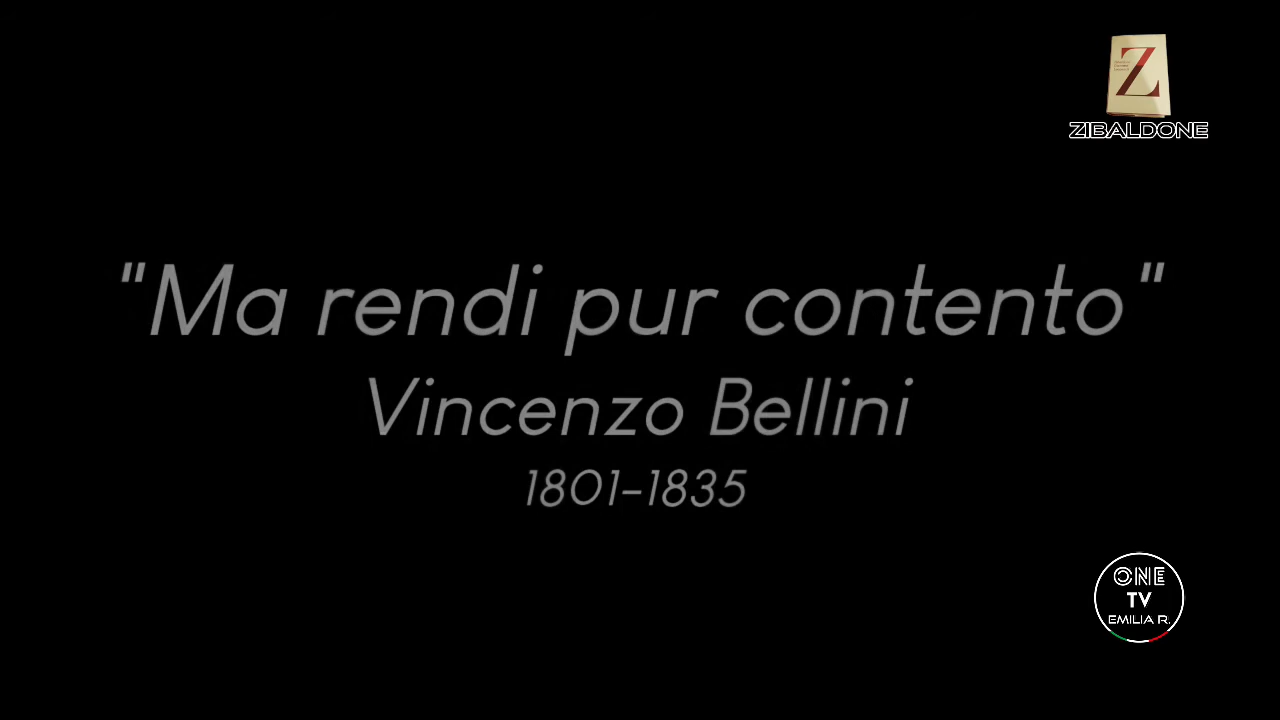 Z
ZIBALDONE
"Ma rendi pur contento"
Vincenzo Bellini
1801-1835
ONE
TV
EMILIA R.